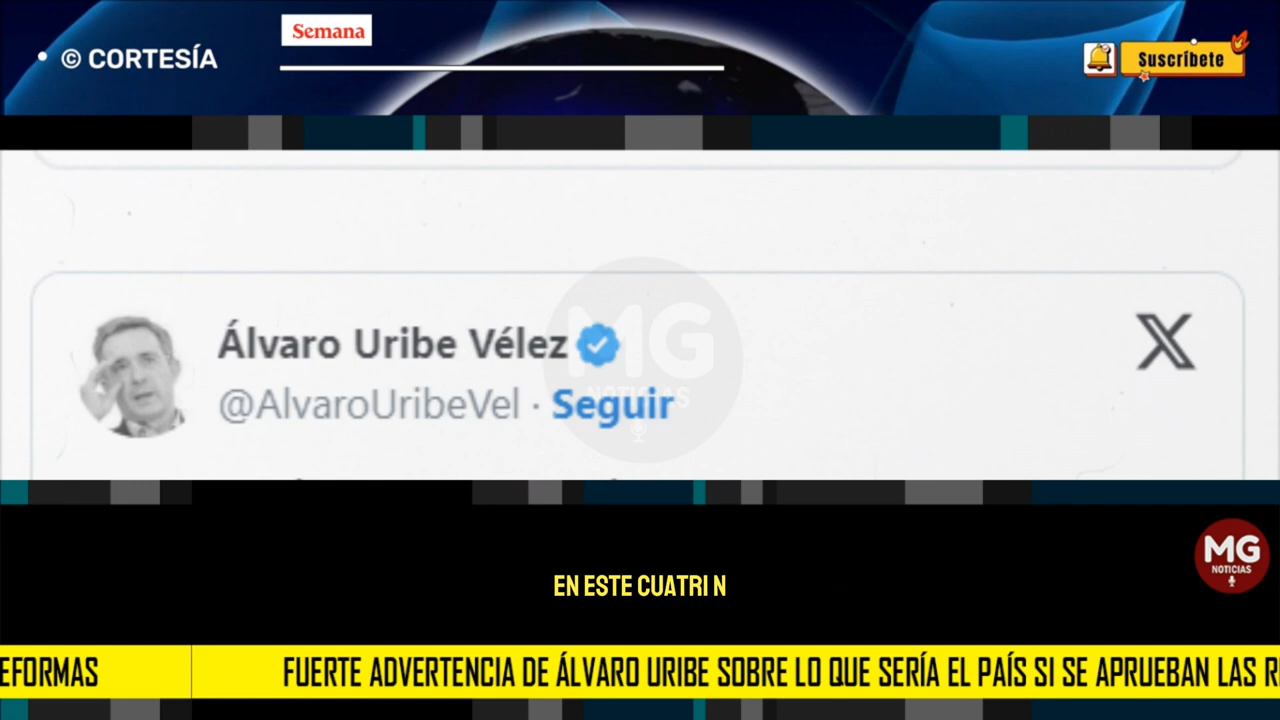 Semana
© CORTESÍA
Suscríbete
Álvaro Uribe Vélez
@AlvaroUribeVel · Seguir
MG
NOTICIAS
EN ESTE CUATRI N
MG
NOTICIAS
EFORMAS
FUERTE ADVERTENCIA DE ÁLVARO URIBE SOBRE LO QUE SERÍA EL PAÍS SI SE APRUEBAN LAS R